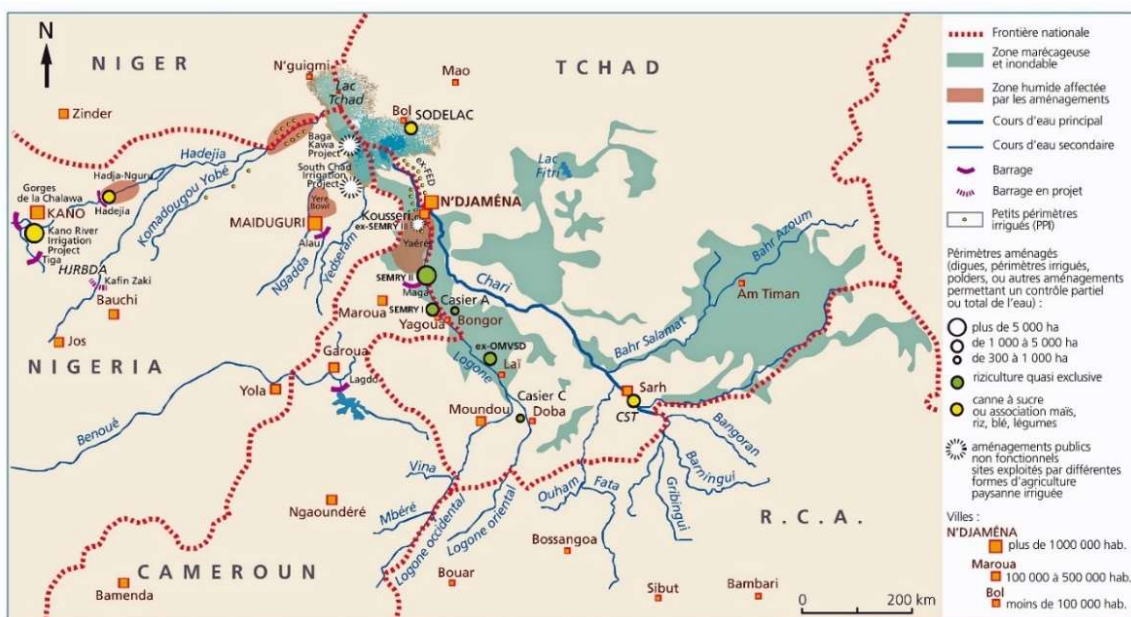 N
NIGER
TCHAD
N'guigmi
Mao
Lac
Tchad
Bol
SODELAC
Zinder
Baga
Kawa
Project
South Chad
Irrigation
Project
ex-FED
Lac
Fitri
Hadejia
Hadja-Nguru
Hadejia
Komadougou Yobé
Gorges
de la Chalawa
KANO
Kano River
Irrigation
Project
Tiga
HJRBDA
Kafin Zaki
Bauchi
Jos
NIGERIA
Yere
Bowl
MAIDUGURI
Alau
Ngadda
Yedseram
N'DJAMÉNA
Kousseri
ex-SEMRY III
Yaéré
SEMRY II
Maga
Maroua
SEMRY I
Casier A
Yagoua
Bongor
Chari
Bahr Azoum
Am Timan
Bahr Salamat
ex-OMVSD
Laï
Logone
Garoua
Lagdo
Yola
Benoué
Moundou
Casier C
Doba
Sarh
CST
Bangoran
Barningui
Gribingui
Fata
Ouham
Vina
Mbéré
Logone occidental
Logone oriental
Ngaoundéré
Bossangoa
R.C.A.
CAMEROUN
Bamenda
Bouar
Sibut
Bambari
0 200 km
Frontière nationale
Zone marécageuse
et inondable
Zone humide affectée
par les aménagements
Cours d'eau principal
Cours d'eau secondaire
Barrage
Barrage en projet
Petits périmètres
irrigués (PPI)
Périmètres aménagés
(digues, périmètres irrigués,
polders, ou autres aménagements
permettant un contrôle partiel
ou total de l'eau) :
plus de 5 000 ha
de 1 000 à 5 000 ha
de 300 à 1 000 ha
riziculture quasi exclusive
canne à sucre
ou association maïs,
riz, blé, légumes
aménagements publics
non fonctionnels
sites exploités par différentes
formes d'agriculture
paysanne irriguée
Villes :
N'DJAMÉNA
plus de 1000 000 hab.
Maroua
100 000 à 500 000 hab.
Bol
moins de 100 000 hab.